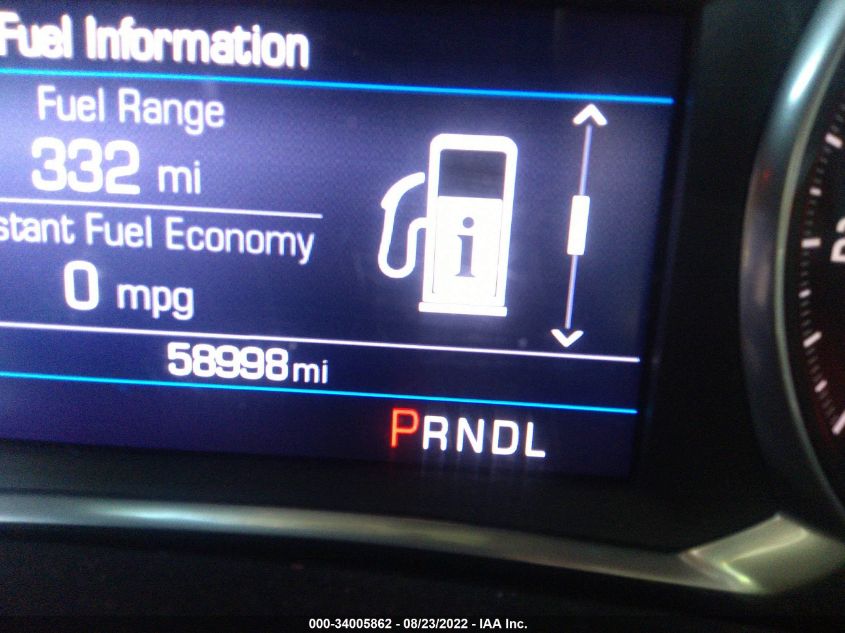 Fuel Information
Fuel Range
332 mi
stant Fuel Economy
0 mpg
i
58998 mi
PRNDL
000-34005862 - 08/23/2022 - IAA Inc.